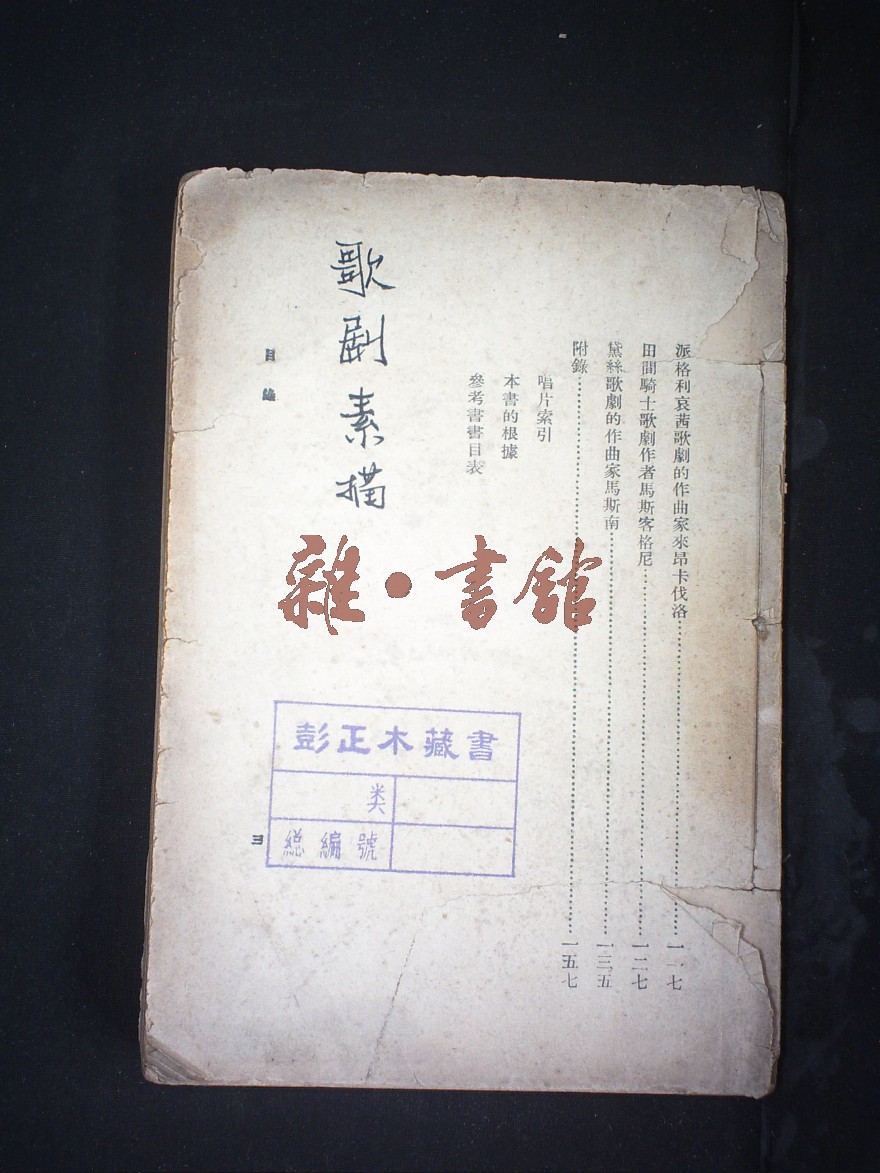 派格利哀茜歌劇的作曲家來昂卡伐洛…………一一七
田間騎士歌劇作者馬斯客格尼…………一二七
黛絲歌劇的作曲家馬斯南…………一三五
附錄…………一五七
唱片索引
本書的根據
參考書書目表
歌剧素描
目錄
三
雜·書館
彭正木藏書
类
総編號